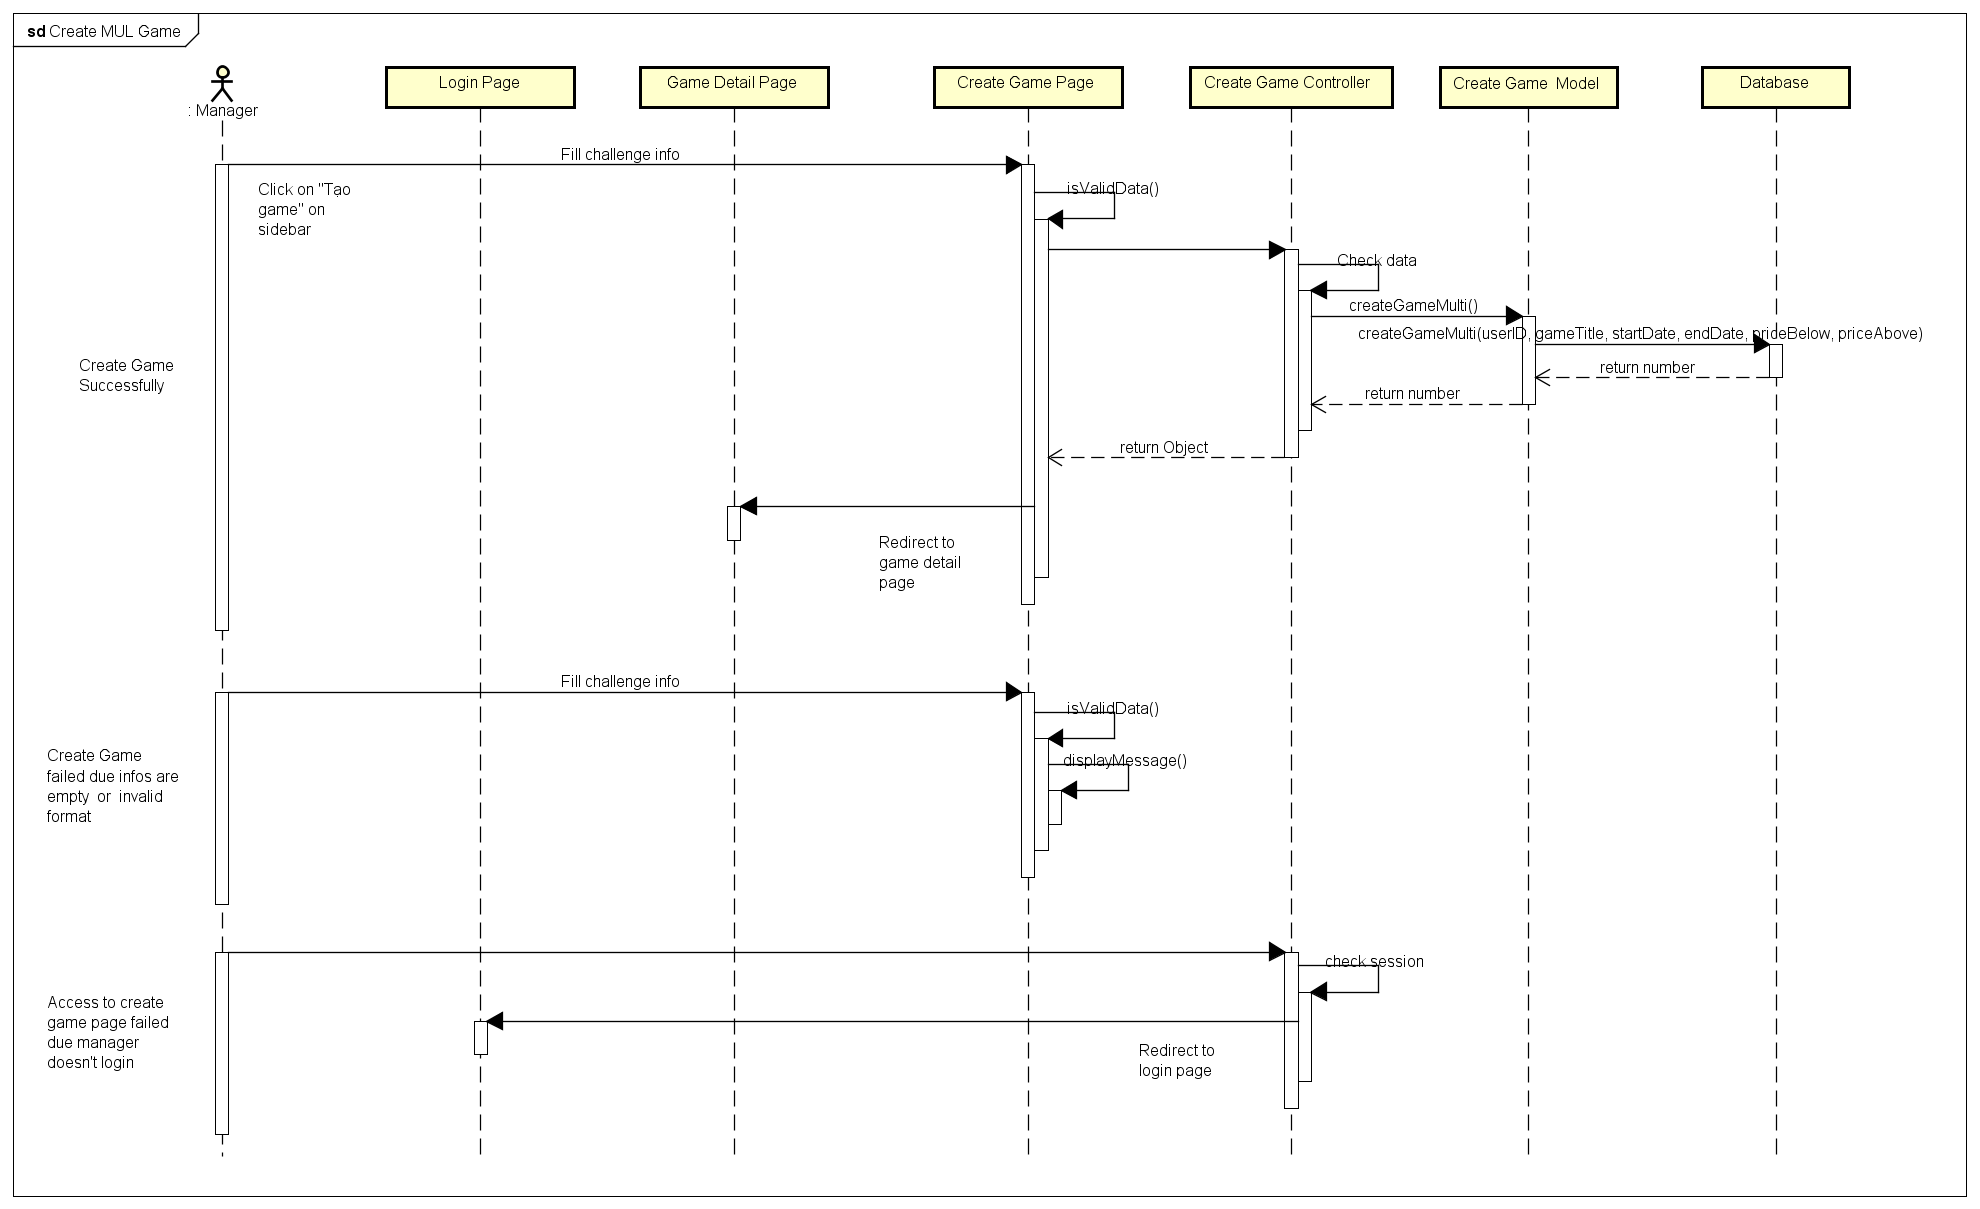 sd Create MUL Game
: Manager
Login Page
Game Detail Page
Create Game Page
Create Game Controller
Create Game  Model
Database
Fill challenge info
Click on "Tạo
game" on
sidebar
isValidData()
Check data
createGameMulti()
createGameMulti(userID, gameTitle, startDate, endDate, priceBelow, priceAbove)
Create Game
Successfully
return number
return number
return Object
Redirect to
game detail
page
Fill challenge info
isValidData()
Create Game
failed due infos are
empty  or  invalid
format
displayMessage()
check session
Access to create
game page failed
due manager
doesn't login
Redirect to
login page